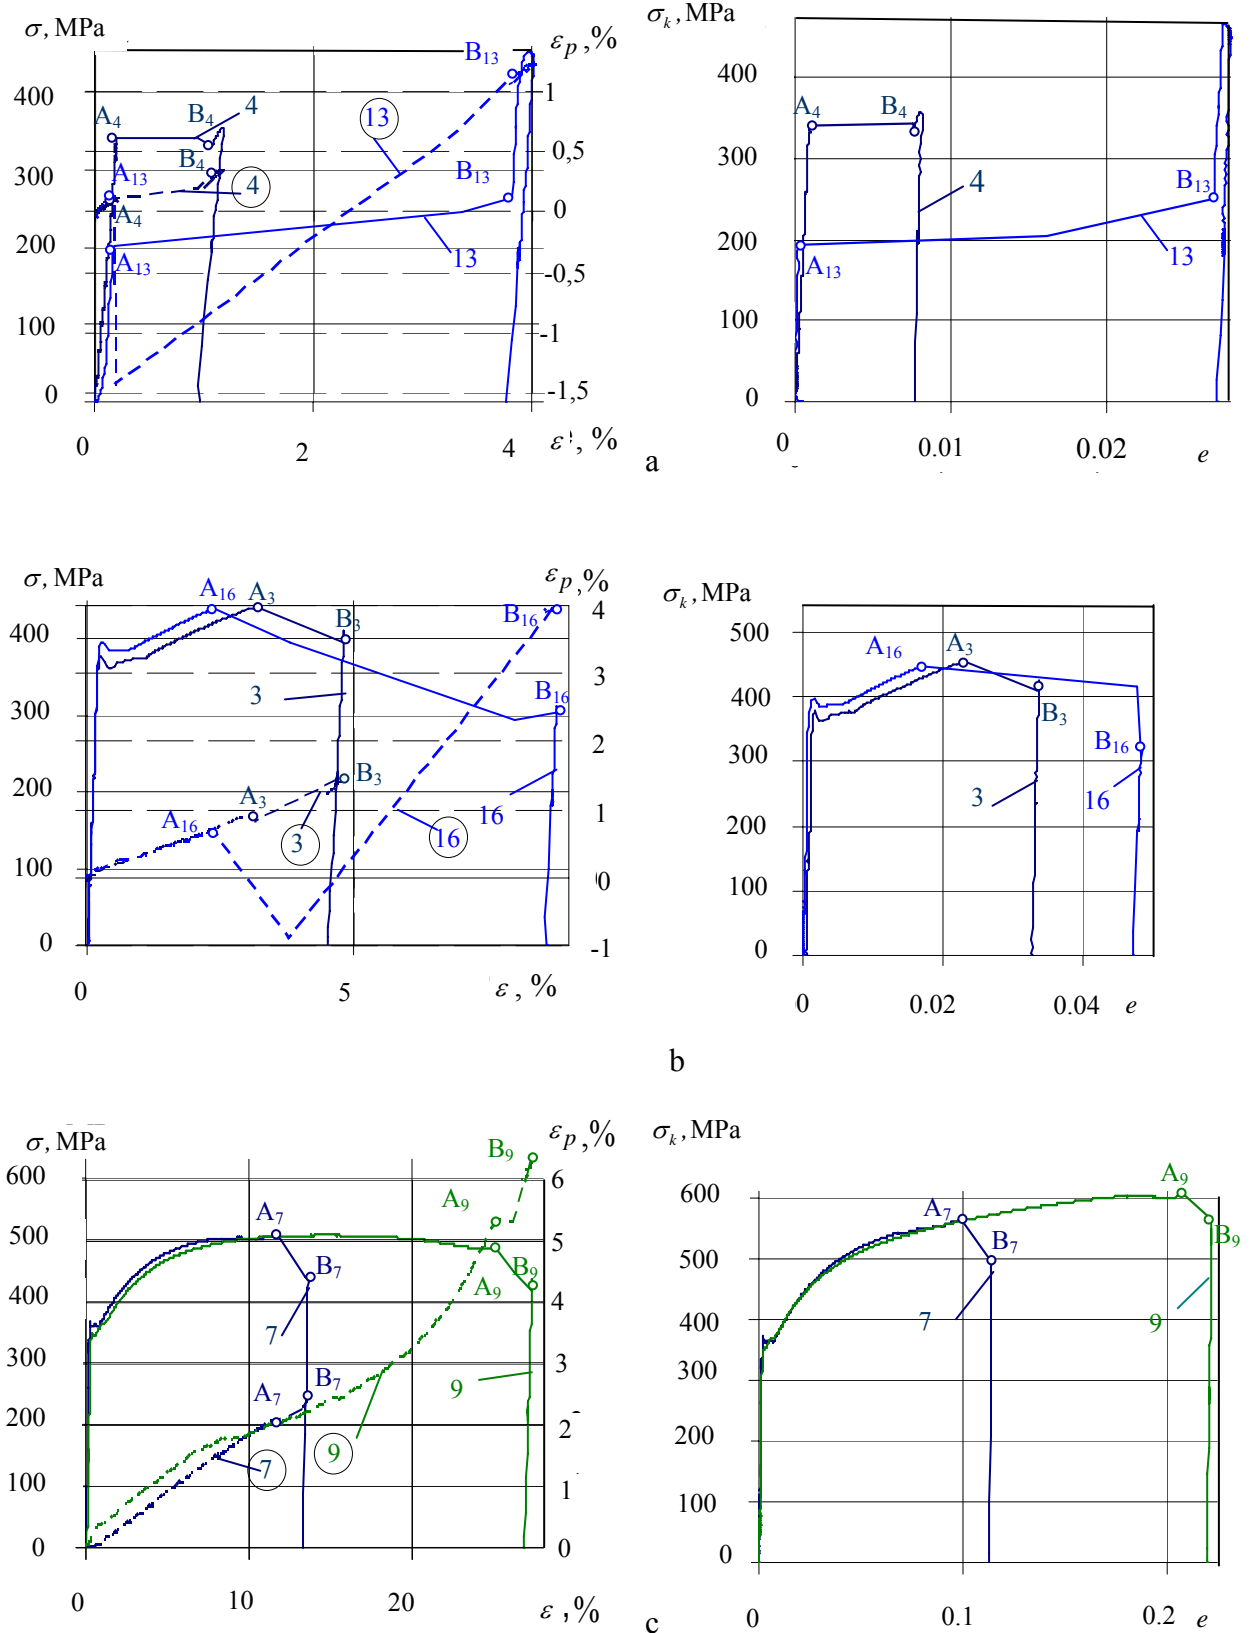 σ, MPa
ε_p, %
400
300
200
100
0
A₄
B₄
4
B₄
④
A₁₃
A₄
A₁₃
⑬
B₁₃
B₁₃
13
1
0,5
0
-0,5
-1
-1,5
0
2
4
ε, %
σ_k, MPa
400
300
200
100
0
A₄
B₄
4
A₁₃
B₁₃
13
0
0.01
0.02
e
a
σ, MPa
ε_p, %
400
300
200
100
0
A₁₆
A₃
B₃
B₁₆
3
B₁₆
B₃
A₃
A₁₆
③
⑯
16
4
3
2
1
0
-1
0
5
ε, %
σ_k, MPa
500
400
300
200
100
0
A₁₆
A₃
B₃
B₁₆
3
16
0
0.02
0.04
e
b
σ, MPa
ε_p, %
600
500
400
300
200
100
0
A₇
B₇
7
A₉
B₉
A₉
B₉
9
A₇
B₇
⑦
⑨
6
5
4
3
2
1
0
0
10
20
ε, %
σ_k, MPa
600
500
400
300
200
100
0
A₇
B₇
7
A₉
B₉
9
0
0.1
0.2
e
c